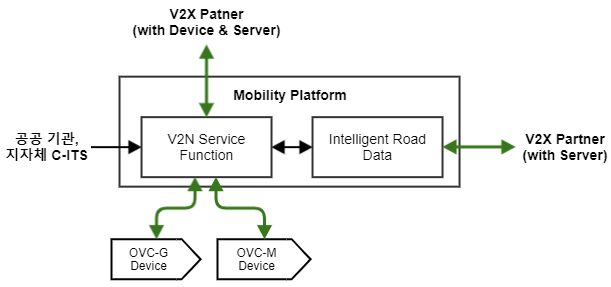 V2X Patner
(with Device & Server)
Mobility Platform
공공 기관,
지자체 C-ITS
V2N Service
Function
Intelligent Road
Data
V2X Partner
(with Server)
OVC-G
Device
OVC-M
Device